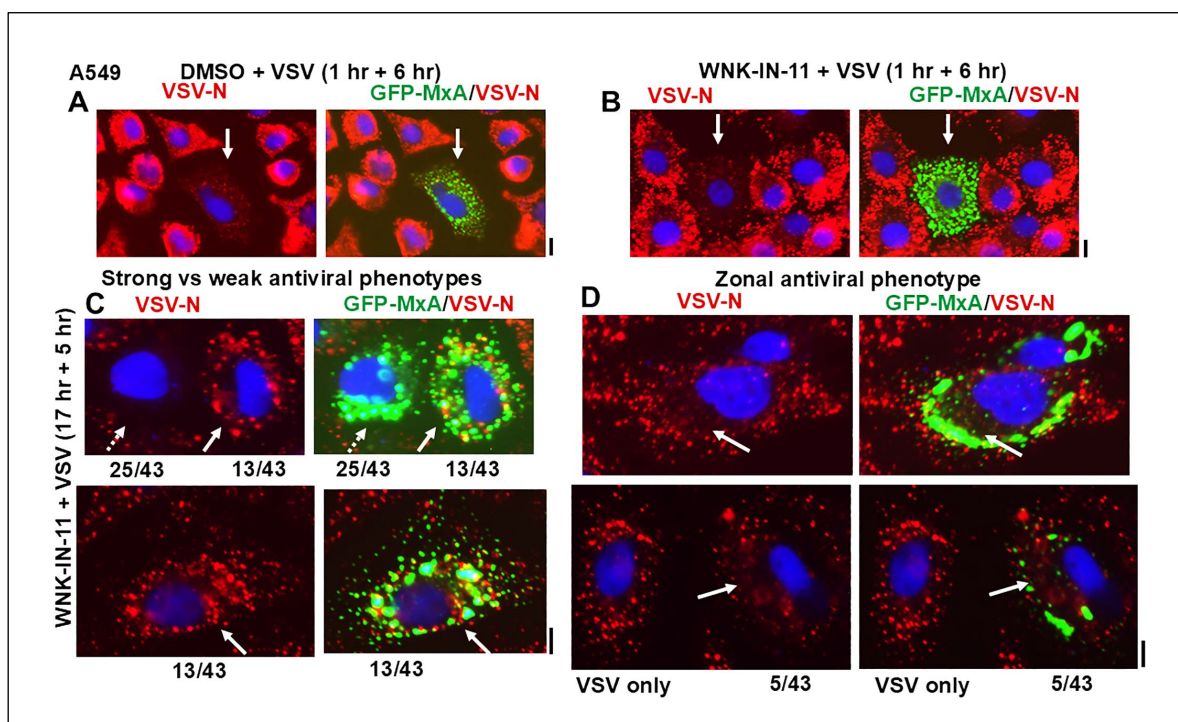 A549 DMSO + VSV (1 hr + 6 hr)
A VSV-N GFP-MxA/VSV-N
WNK-IN-11 + VSV (1 hr + 6 hr)
B VSV-N GFP-MxA/VSV-N
Strong vs weak antiviral phenotypes
C VSV-N GFP-MxA/VSV-N
WNK-IN-11 + VSV (17 hr + 5 hr)
25/43 13/43 25/43 13/43
13/43 13/43
Zonal antiviral phenotype
D VSV-N GFP-MxA/VSV-N
VSV only 5/43 VSV only 5/43